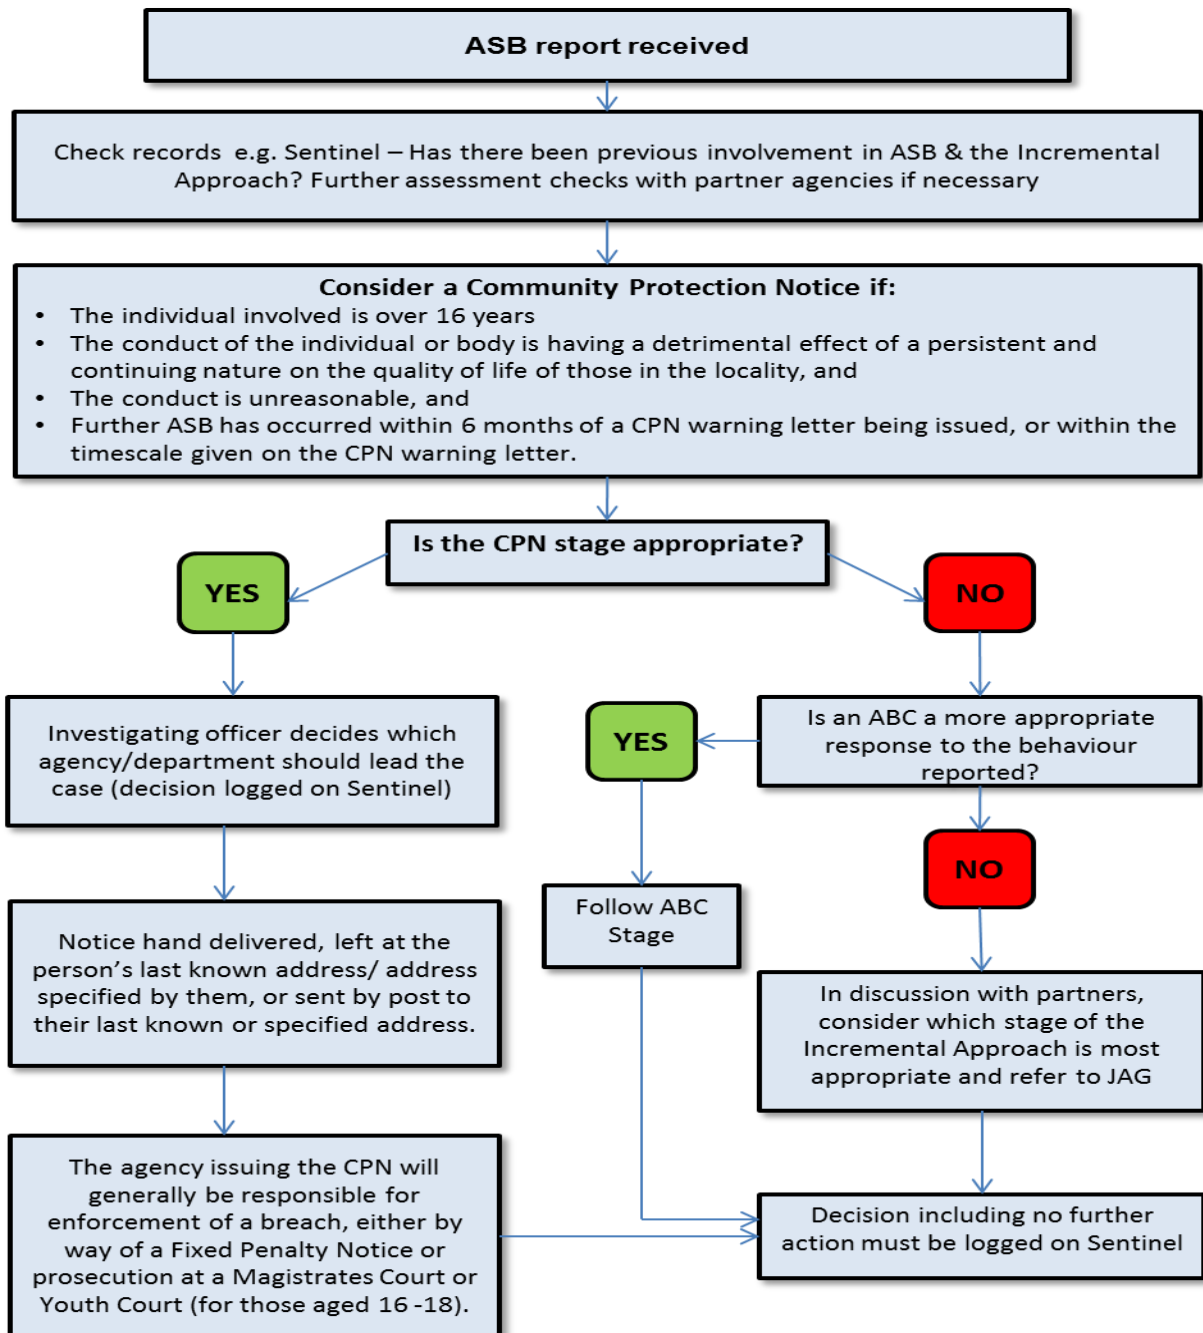 ASB report received
Check records e.g. Sentinel – Has there been previous involvement in ASB & the Incremental
Approach? Further assessment checks with partner agencies if necessary
Consider a Community Protection Notice if:
• The individual involved is over 16 years
• The conduct of the individual or body is having a detrimental effect of a persistent and
continuing nature on the quality of life of those in the locality, and
• The conduct is unreasonable, and
• Further ASB has occurred within 6 months of a CPN warning letter being issued, or within the
timescale given on the CPN warning letter.
Is the CPN stage appropriate?
YES
NO
Investigating officer decides which
agency/department should lead the
case (decision logged on Sentinel)
YES
Is an ABC a more appropriate
response to the behaviour
reported?
NO
Notice hand delivered, left at the
person’s last known address/ address
specified by them, or sent by post to
their last known or specified address.
Follow ABC
Stage
In discussion with partners,
consider which stage of the
Incremental Approach is most
appropriate and refer to JAG
The agency issuing the CPN will
generally be responsible for
enforcement of a breach, either by
way of a Fixed Penalty Notice or
prosecution at a Magistrates Court or
Youth Court (for those aged 16 -18).
Decision including no further
action must be logged on Sentinel